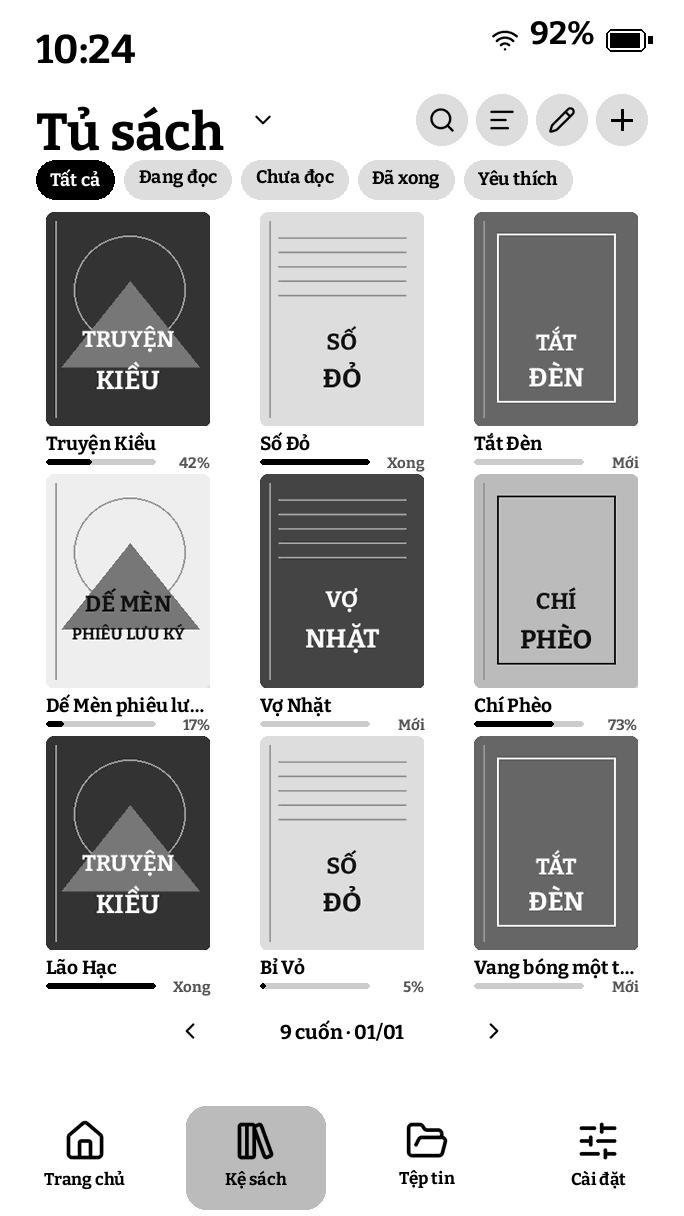 10:24
92%
Tủ sách
Tất cả
Đang đọc
Chưa đọc
Đã xong
Yêu thích
TRUYỆN
KIỀU
SỐ
ĐỎ
TẮT
ĐÈN
Truyện Kiều
42%
Số Đỏ
Xong
Tắt Đèn
Mới
DẾ MÈN
PHIÊU LƯU KÝ
VỢ
NHẶT
CHÍ
PHÈO
Dế Mèn phiêu lư...
17%
Vợ Nhặt
Mới
Chí Phèo
73%
TRUYỆN
KIỀU
SỐ
ĐỎ
TẮT
ĐÈN
Lão Hạc
Xong
Bỉ Vỏ
5%
Vang bóng một t...
Mới
9 cuốn · 01/01
Trang chủ
Kệ sách
Tệp tin
Cài đặt